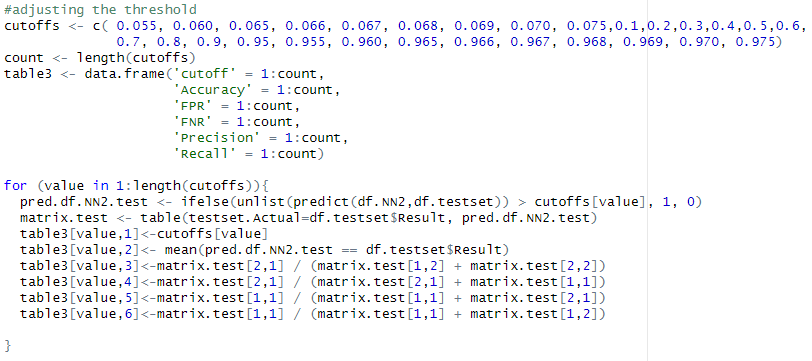 #adjusting the threshold
cutoffs <- c( 0.055, 0.060, 0.065, 0.066, 0.067, 0.068, 0.069, 0.070, 0.075,0.1,0.2,0.3,0.4,0.5,0.6,
              0.7, 0.8, 0.9, 0.95, 0.955, 0.960, 0.965, 0.966, 0.967, 0.968, 0.969, 0.970, 0.975)
count <- length(cutoffs)
table3 <- data.frame('cutoff' = 1:count,
                     'Accuracy' = 1:count,
                     'FPR' = 1:count,
                     'FNR' = 1:count,
                     'Precision' = 1:count,
                     'Recall' = 1:count)
for (value in 1:length(cutoffs)){
  pred.df.NN2.test <- ifelse(unlist(predict(df.NN2,df.testset)) > cutoffs[value], 1, 0)
  matrix.test <- table(testset.Actual=df.testset$Result, pred.df.NN2.test)
  table3[value,1]<-cutoffs[value]
  table3[value,2]<- mean(pred.df.NN2.test == df.testset$Result)
  table3[value,3]<-matrix.test[2,1] / (matrix.test[1,2] + matrix.test[2,2])
  table3[value,4]<-matrix.test[2,1] / (matrix.test[2,1] + matrix.test[1,1])
  table3[value,5]<-matrix.test[1,1] / (matrix.test[1,1] + matrix.test[2,1])
  table3[value,6]<-matrix.test[1,1] / (matrix.test[1,1] + matrix.test[1,2])
}